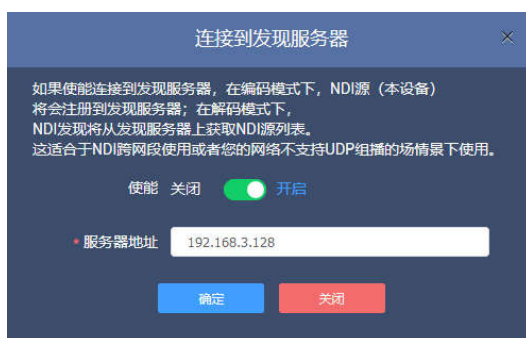 连接到发现服务器
如果使能连接到发现服务器，在编码模式下，NDI源（本设备）
将会注册到发现服务器；在解码模式下，
NDI发现将从发现服务器上获取NDI源列表。
这适合于NDI跨网段使用或者您的网络不支持UDP组播的场情景下使用。
使能 关闭 开启
* 服务器地址 192.168.3.128
确定 关闭